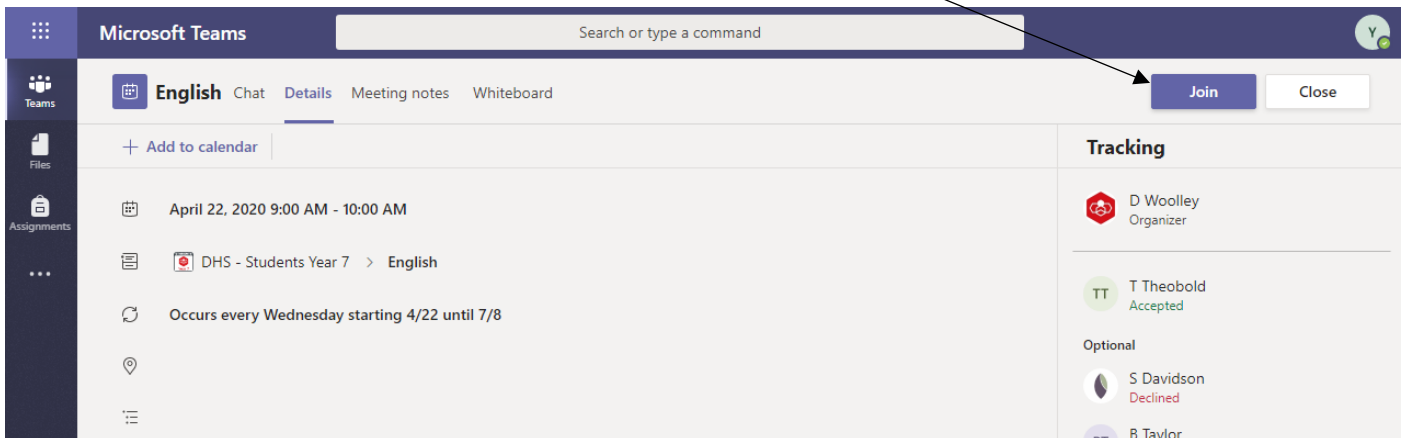 Microsoft Teams
Search or type a command
Y
Teams
Files
Assignments
English Chat Details Meeting notes Whiteboard
Join Close
+ Add to calendar
April 22, 2020 9:00 AM - 10:00 AM
DHS - Students Year 7 > English
Occurs every Wednesday starting 4/22 until 7/8
Tracking
D Woolley
Organizer
TT
T Theobold
Accepted
Optional
S Davidson
Declined
B Taylor